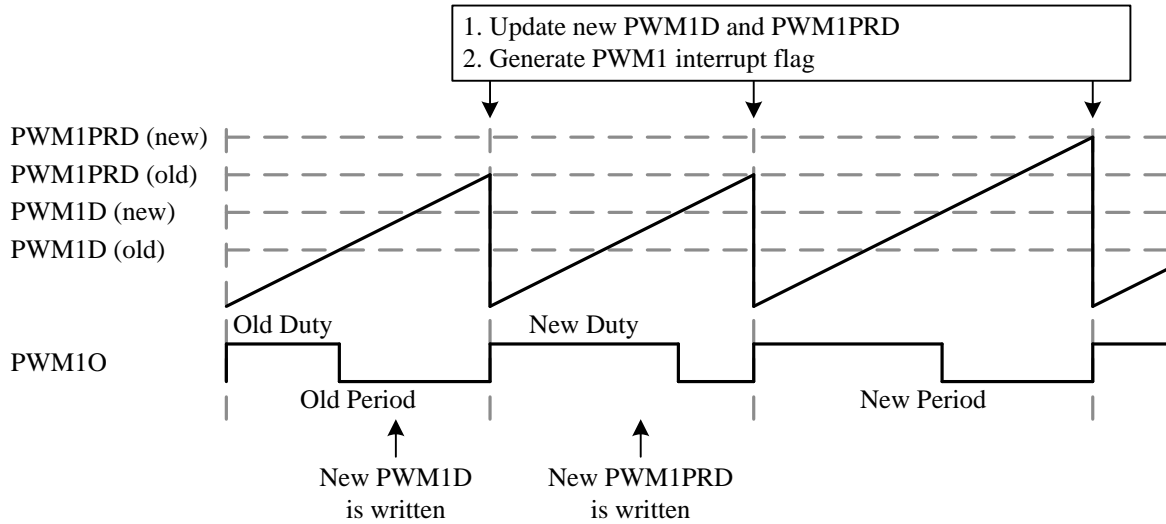 1. Update new PWM1D and PWM1PRD
2. Generate PWM1 interrupt flag
PWM1PRD (new)
PWM1PRD (old)
PWM1D (new)
PWM1D (old)
Old Duty
New Duty
PWM1O
Old Period
New Period
New PWM1D
is written
New PWM1PRD
is written